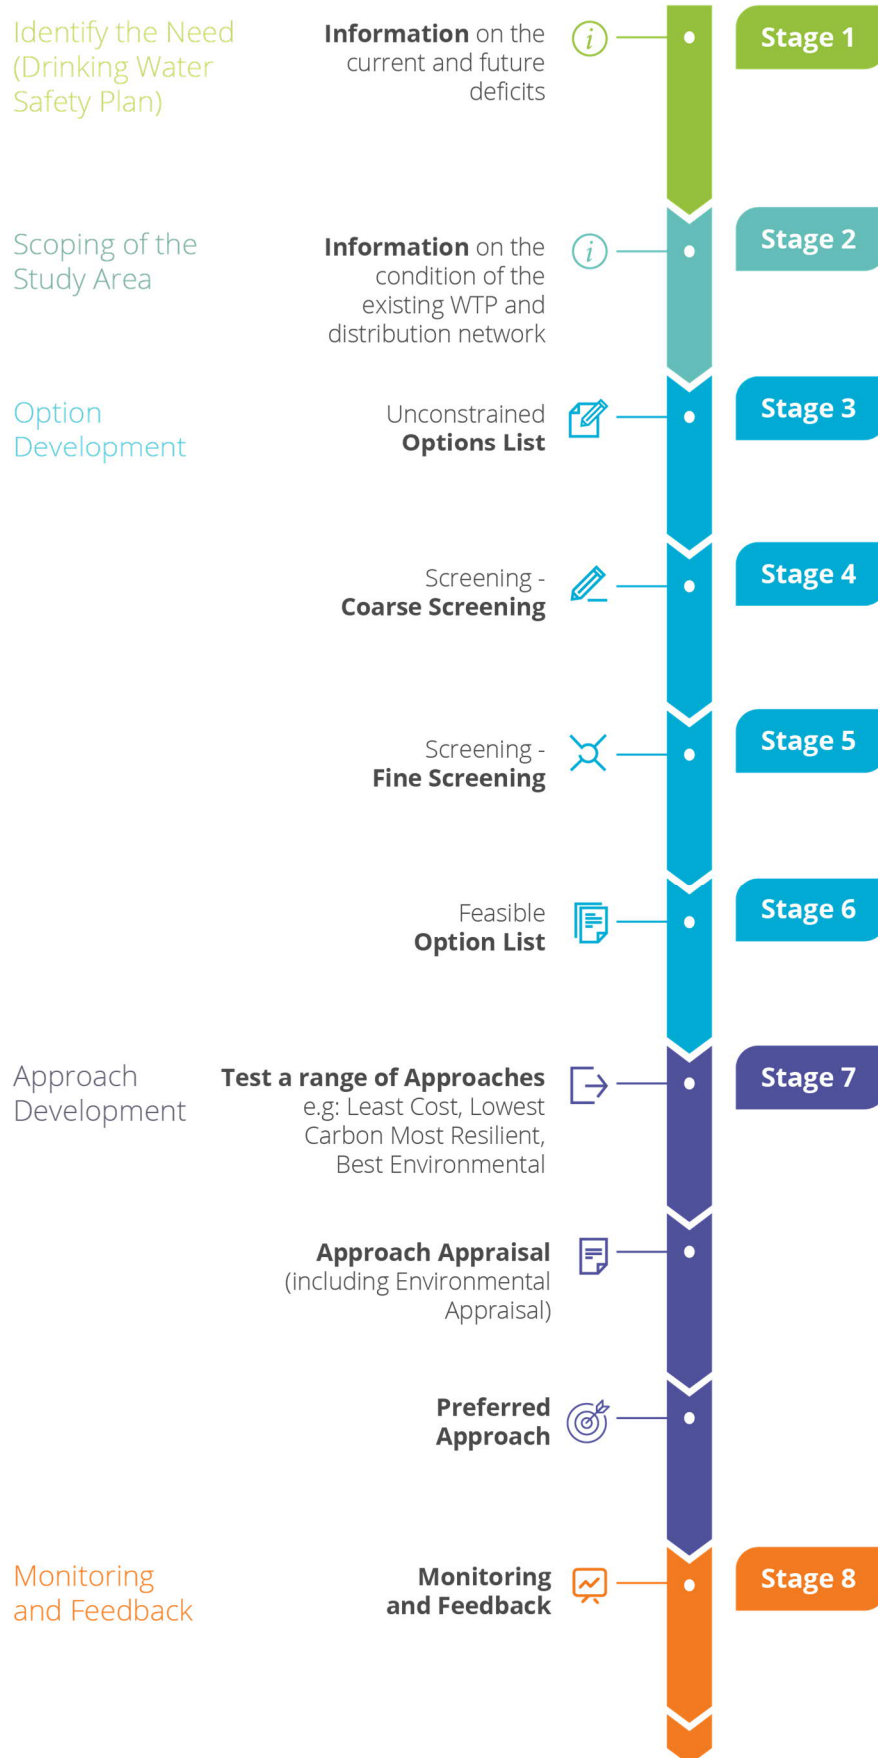 Identify the Need
(Drinking Water
Safety Plan)
Information on the
current and future
deficits
i
Stage 1
Scoping of the
Study Area
Information on the
condition of the
existing WTP and
distribution network
i
Stage 2
Option
Development
Unconstrained
Options List
Stage 3
Screening -
Coarse Screening
Stage 4
Screening -
Fine Screening
Stage 5
Feasible
Option List
Stage 6
Approach
Development
Test a range of Approaches
e.g: Least Cost, Lowest
Carbon Most Resilient,
Best Environmental
Stage 7
Approach Appraisal
(including Environmental
Appraisal)
Preferred
Approach
Monitoring
and Feedback
Monitoring
and Feedback
Stage 8